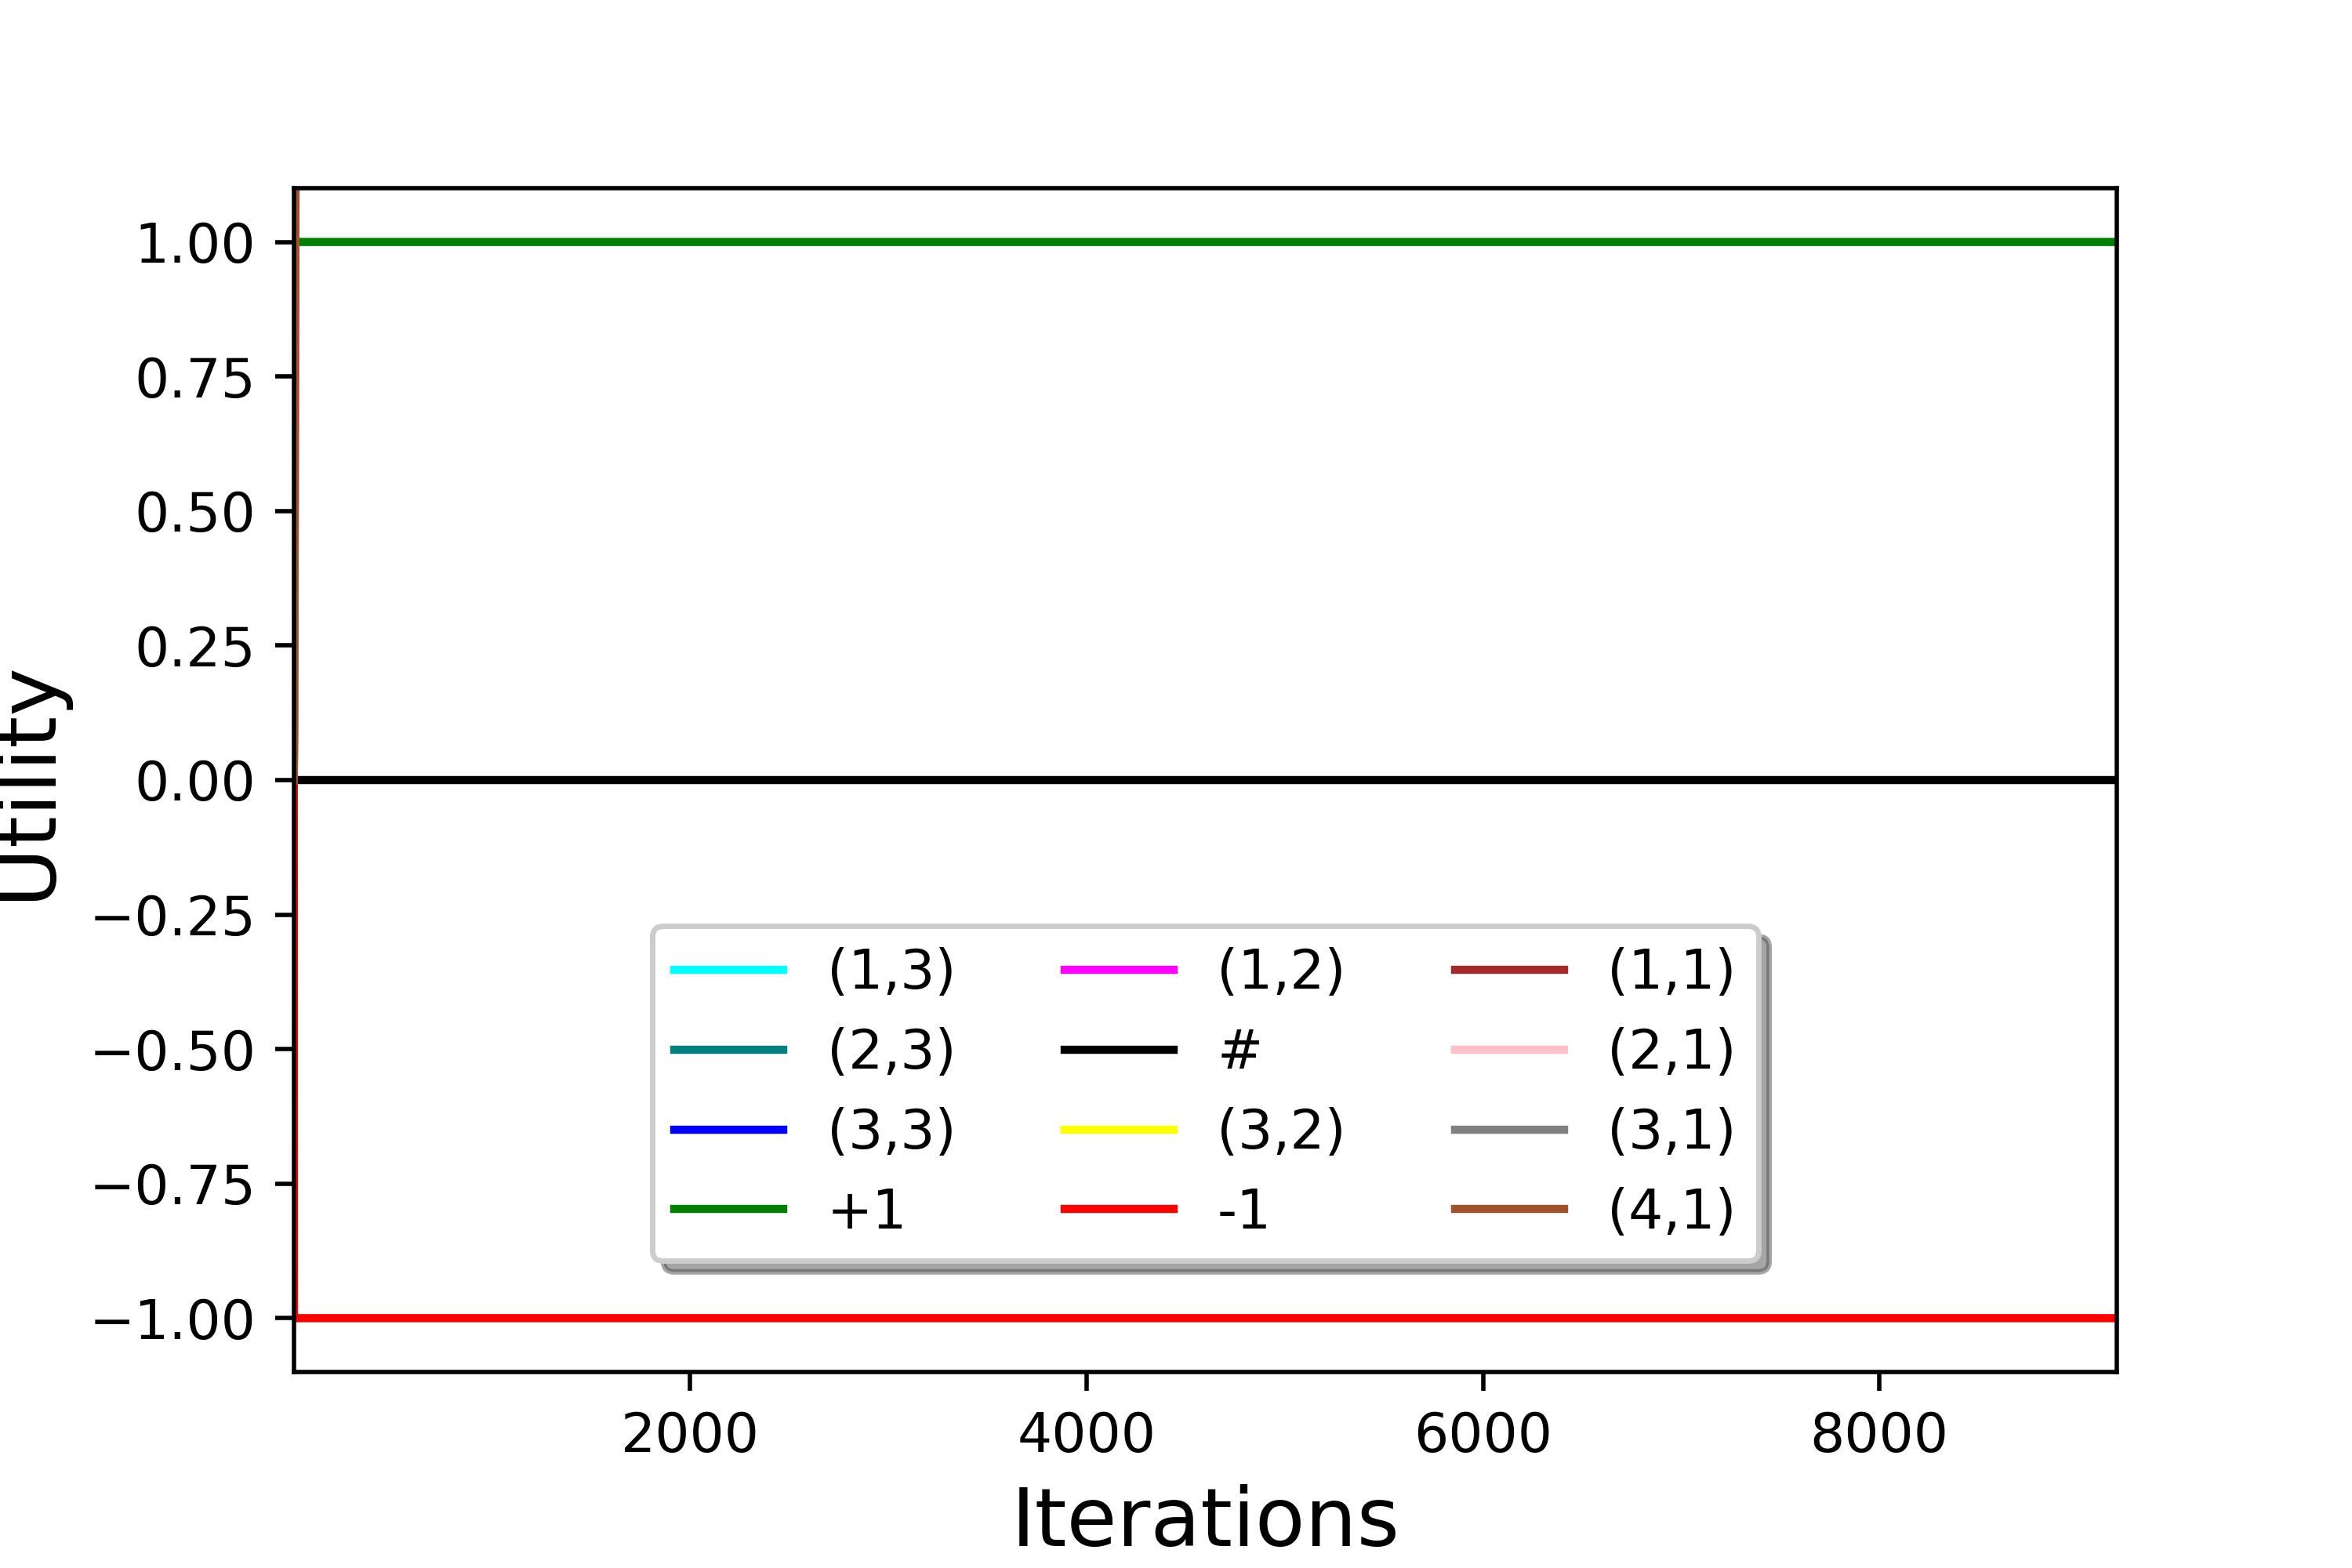 1.00
0.75
0.50
0.25
0.00
−0.25
−0.50
−0.75
−1.00
Utility
(1,3) (1,2) (1,1)
(2,3) # (2,1)
(3,3) (3,2) (3,1)
+1 -1 (4,1)
2000 4000 6000 8000
Iterations